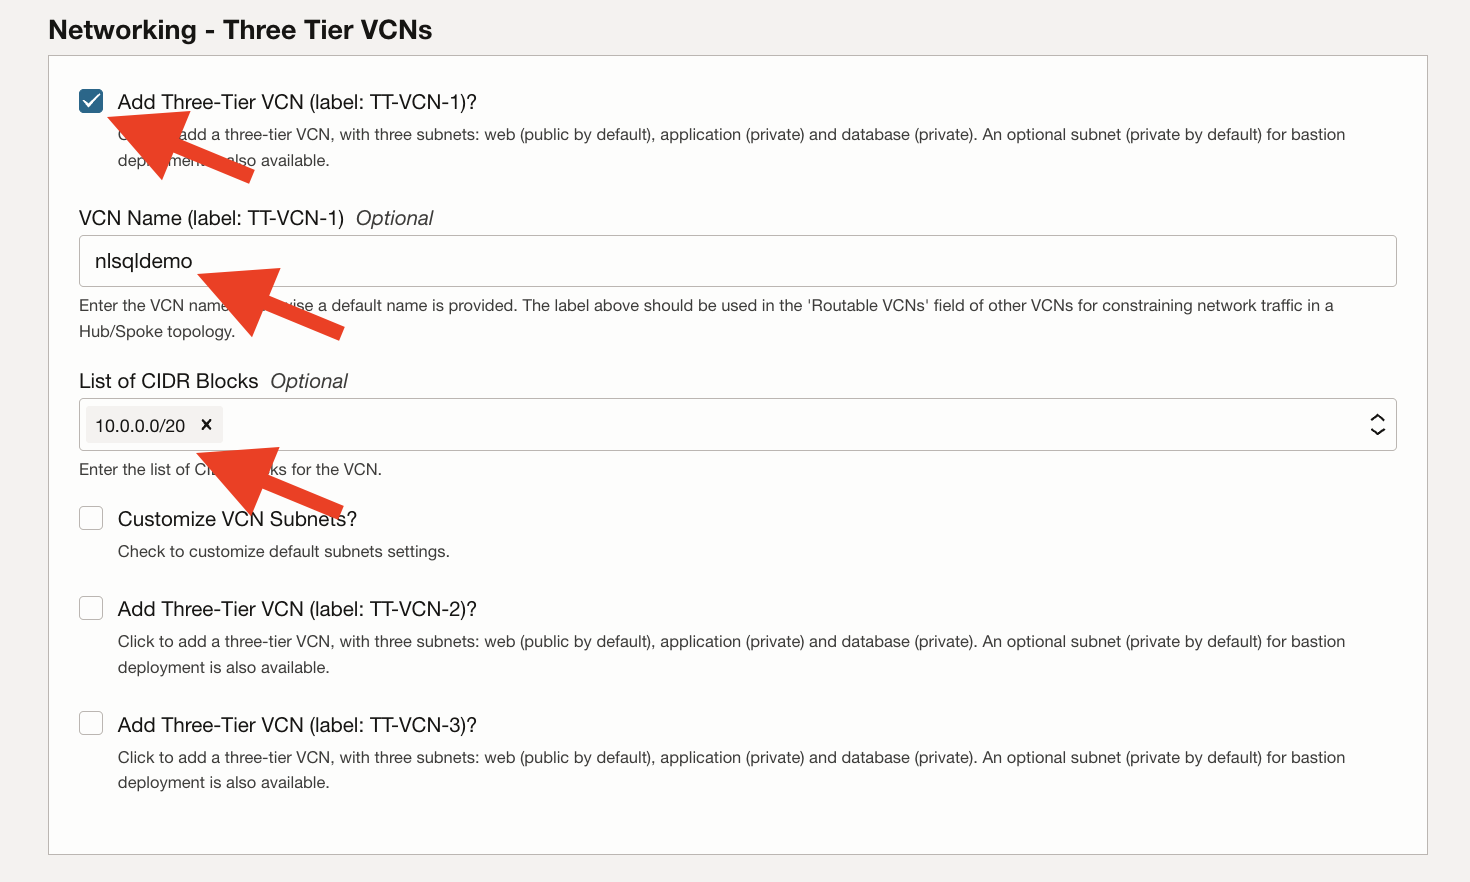 Networking - Three Tier VCNs
Add Three-Tier VCN (label: TT-VCN-1)?
add a three-tier VCN, with three subnets: web (public by default), application (private) and database (private). An optional subnet (private by default) for bastion
also available.
VCN Name (label: TT-VCN-1) Optional
nlsqldemo
Enter the VCN name a default name is provided. The label above should be used in the 'Routable VCNs' field of other VCNs for constraining network traffic in a
Hub/Spoke topology.
List of CIDR Blocks Optional
10.0.0.0/20 ×
Enter the list of for the VCN.
Customize VCN Subnets?
Check to customize default subnets settings.
Add Three-Tier VCN (label: TT-VCN-2)?
Click to add a three-tier VCN, with three subnets: web (public by default), application (private) and database (private). An optional subnet (private by default) for bastion
deployment is also available.
Add Three-Tier VCN (label: TT-VCN-3)?
Click to add a three-tier VCN, with three subnets: web (public by default), application (private) and database (private). An optional subnet (private by default) for bastion
deployment is also available.